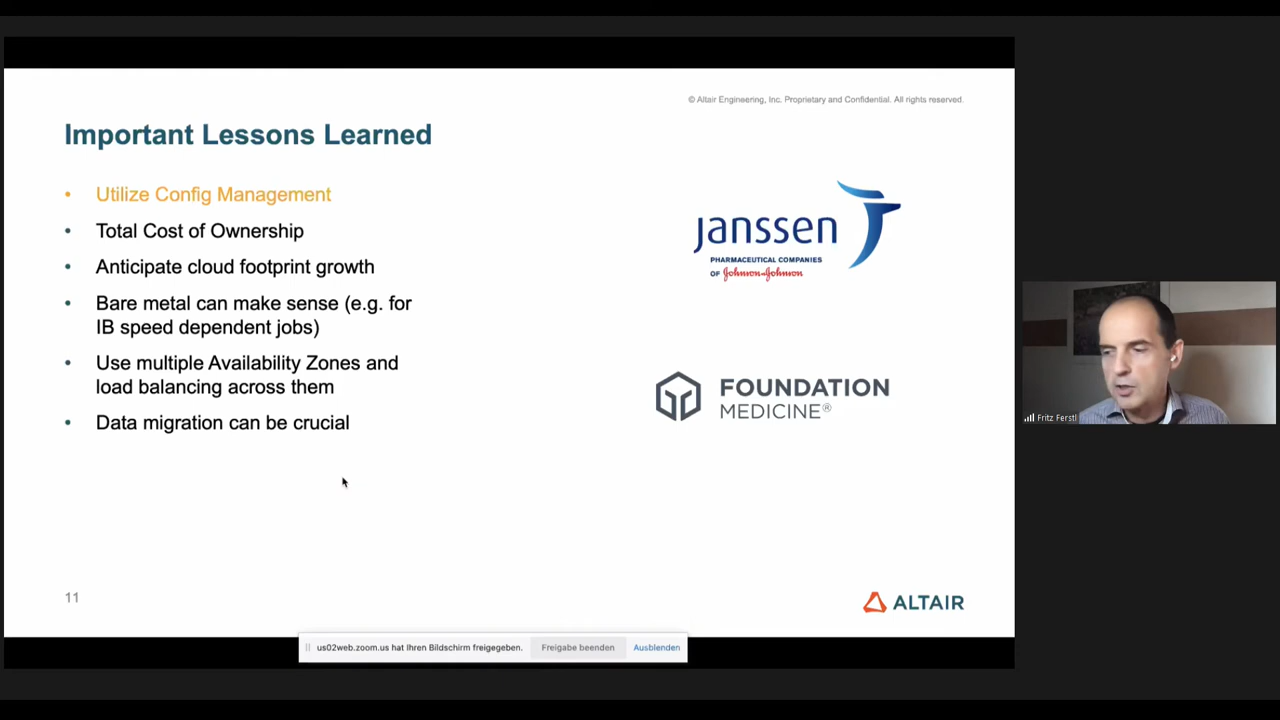 © Altair Engineering, Inc. Proprietary and Confidential. All rights reserved.
Important Lessons Learned
• Utilize Config Management
• Total Cost of Ownership
• Anticipate cloud footprint growth
• Bare metal can make sense (e.g. for
IB speed dependent jobs)
• Use multiple Availability Zones and
load balancing across them
• Data migration can be crucial
janssen
PHARMACEUTICAL COMPANIES
OF Johnson & Johnson
FOUNDATION
MEDICINE®
Fritz Ferstl
11
ALTAIR
us02web.zoom.us hat Ihren Bildschirm freigegeben. Freigabe beenden Ausblenden